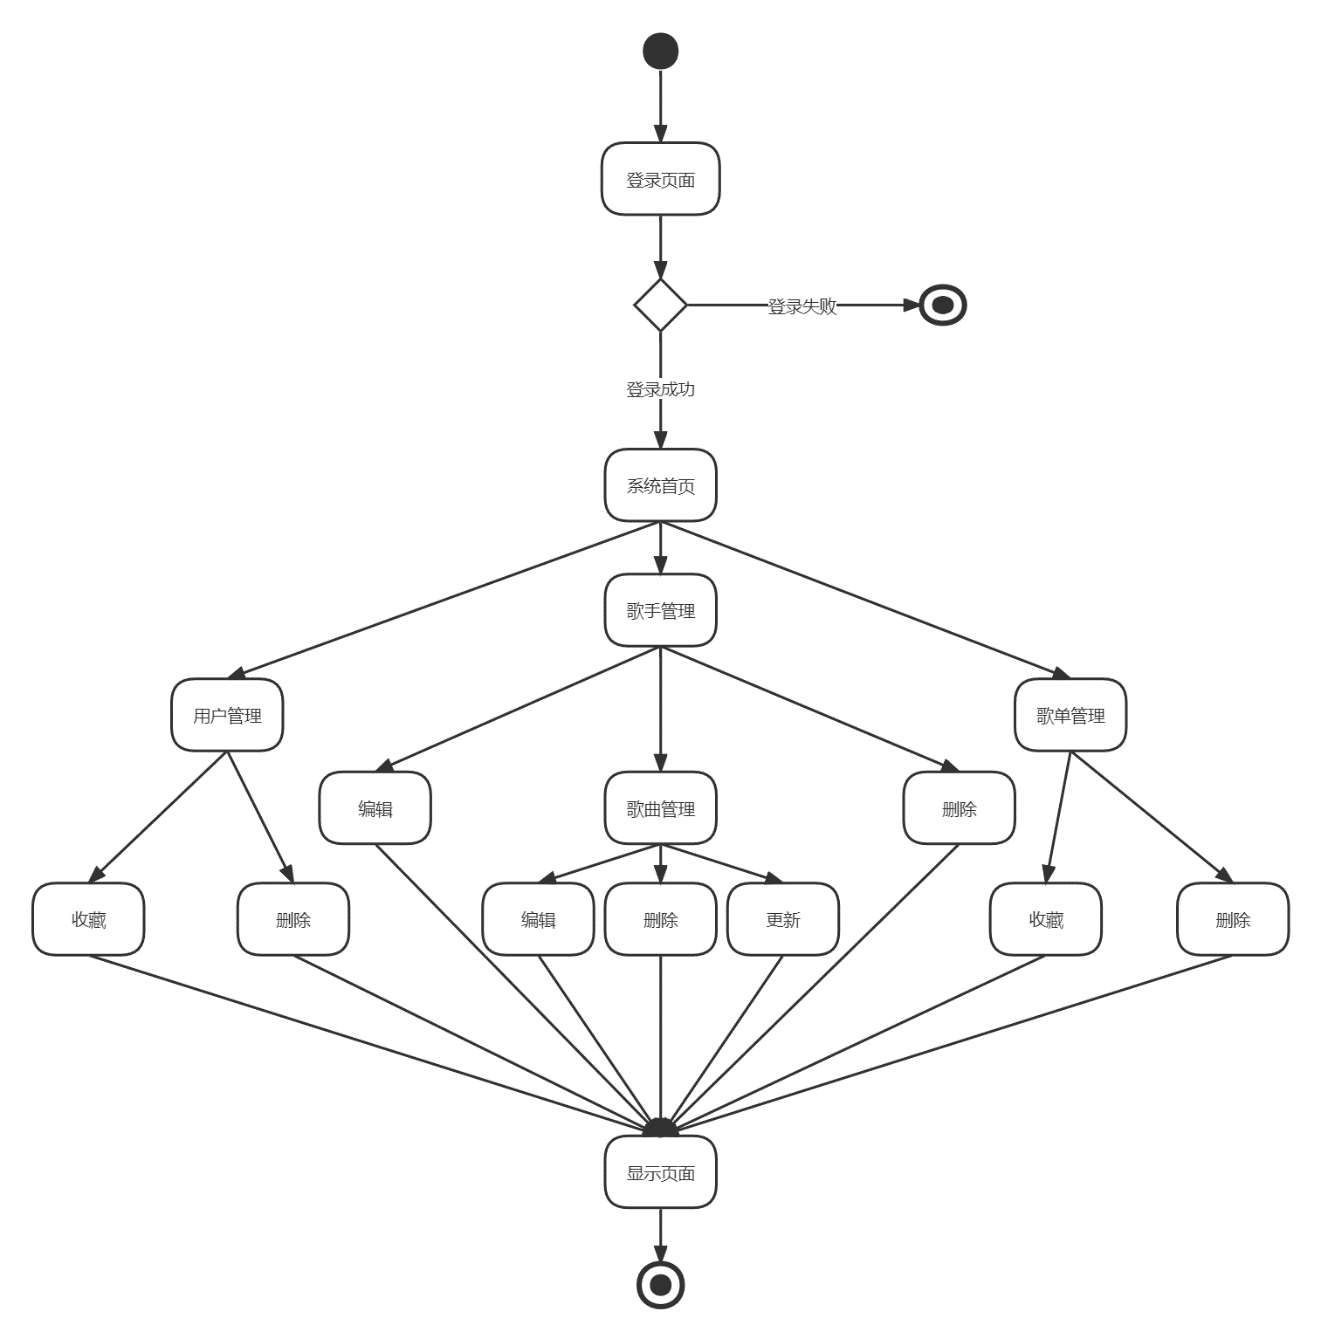 登录页面
登录失败
登录成功
系统首页
歌手管理
用户管理
歌单管理
编辑
歌曲管理
删除
收藏
删除
编辑
删除
更新
收藏
删除
显示页面